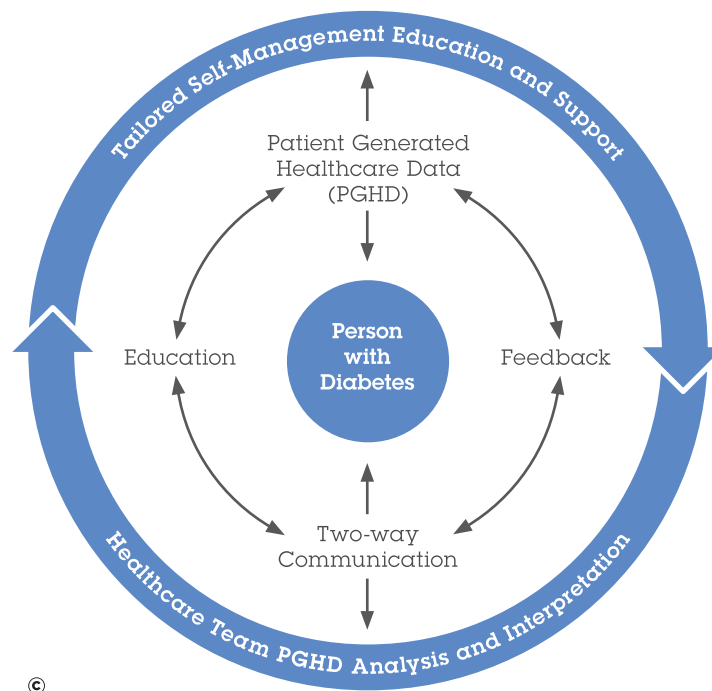 Tailored Self-Management Education and Support
Patient Generated
Healthcare Data
(PGHD)
Person
with
Diabetes
Education
Feedback
Two-way
Communication
Healthcare Team PGHD Analysis and Interpretation
©